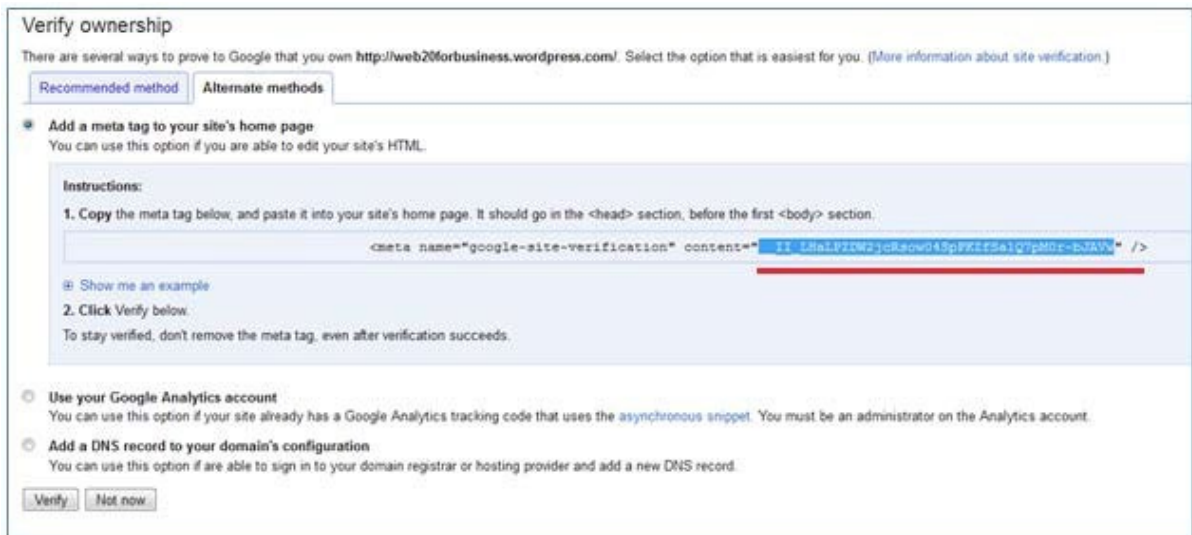 Verify ownership
There are several ways to prove to Google that you own http://web20forbusiness.wordpress.com/. Select the option that is easiest for you. (More information about site verification.)
Recommended method Alternate methods
Add a meta tag to your site's home page
You can use this option if you are able to edit your site's HTML.
Instructions:
1. Copy the meta tag below, and paste it into your site's home page. It should go in the <head> section, before the first <body> section.
<meta name="google-site-verification" content=" " />
Show me an example
2. Click Verify below.
To stay verified, don't remove the meta tag, even after verification succeeds.
Use your Google Analytics account
You can use this option if your site already has a Google Analytics tracking code that uses the asynchronous snippet. You must be an administrator on the Analytics account.
Add a DNS record to your domain's configuration
You can use this option if are able to sign in to your domain registrar or hosting provider and add a new DNS record.
Verify Not now